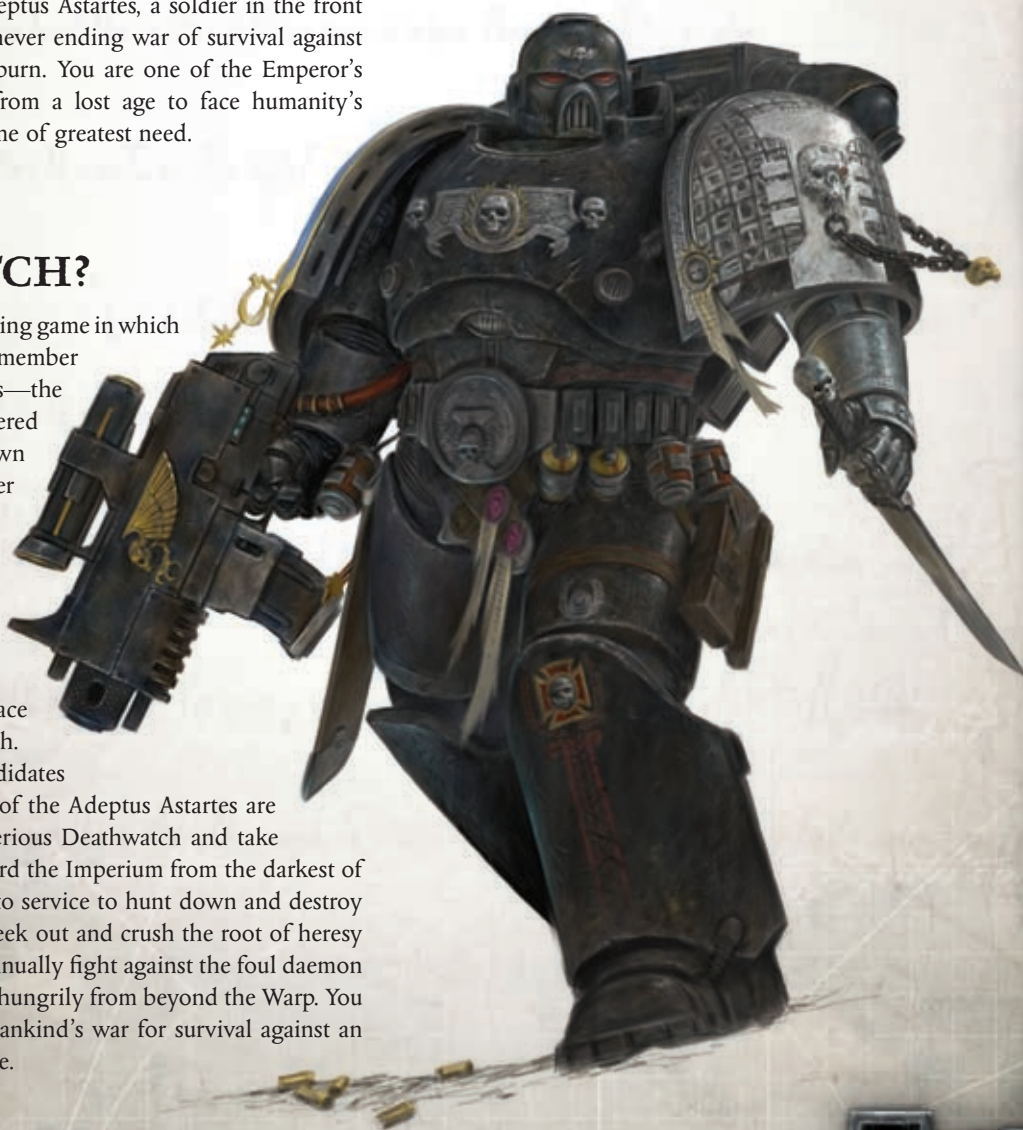 eptus Astartes, a soldier in the front
never ending war of survival against
burn. You are one of the Emperor's
from a lost age to face humanity's
ne of greatest need.
TCH?
ing game in which
member
s—the
ered
wn
er
ace
h.
didates
of the Adeptus Astartes are
erious Deathwatch and take
rd the Imperium from the darkest of
to service to hunt down and destroy
eek out and crush the root of heresy
nually fight against the foul daemon
hungrily from beyond the Warp. You
ankind's war for survival against an
e.